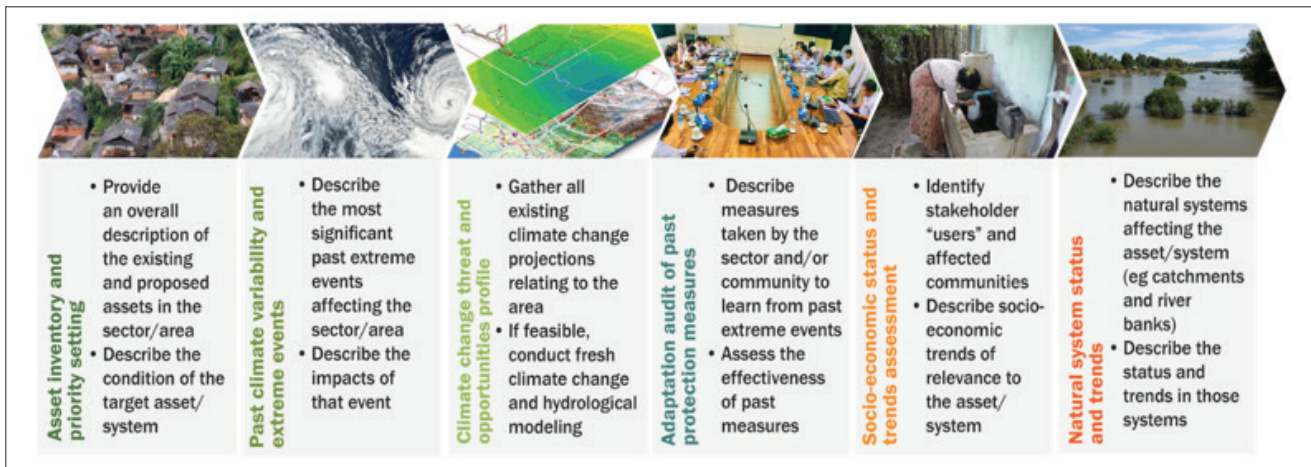 Asset inventory and
priority setting
• Provide
an overall
description of
the existing
and proposed
assets in the
sector/area
• Describe the
condition of the
target asset/
system
Past climate variability and
extreme events
• Describe
the most
significant
past extreme
events
affecting the
sector/area
• Describe the
impacts of
that event
Climate change threat and
opportunities profile
• Gather all
existing
climate change
projections
relating to the
area
• If feasible,
conduct fresh
climate change
and hydrological
modeling
Adaptation audit of past
protection measures
• Describe
measures
taken by the
sector and/or
community to
learn from past
extreme events
• Assess the
effectiveness
of past
measures
Socio-economic status and
trends assessment
• Identify
stakeholder
“users” and
affected
communities
• Describe socio-
economic
trends of
relevance to
the asset/
system
Natural system status
and trends
• Describe the
natural systems
affecting the
asset/system
(eg catchments
and river
banks)
• Describe the
status and
trends in those
systems